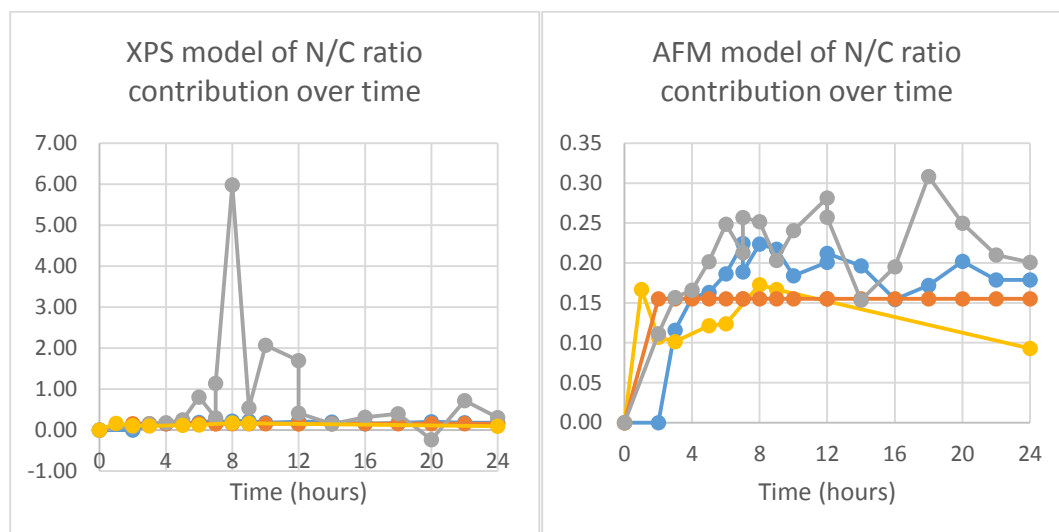 XPS model of N/C ratio
contribution over time
7.00
6.00
5.00
4.00
3.00
2.00
1.00
0.00
-1.00
0 4 8 12 16 20 24
Time (hours)
AFM model of N/C ratio
contribution over time
0.35
0.30
0.25
0.20
0.15
0.10
0.05
0.00
0 4 8 12 16 20 24
Time (hours)